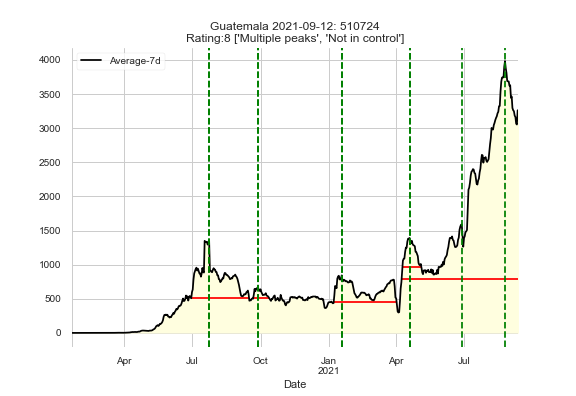 Guatemala 2021-09-12: 510724
Rating:8 ['Multiple peaks', 'Not in control']
Average-7d
4000
3500
3000
2500
2000
1500
1000
500
0
Apr
Jul
Oct
Jan
2021
Apr
Jul
Date